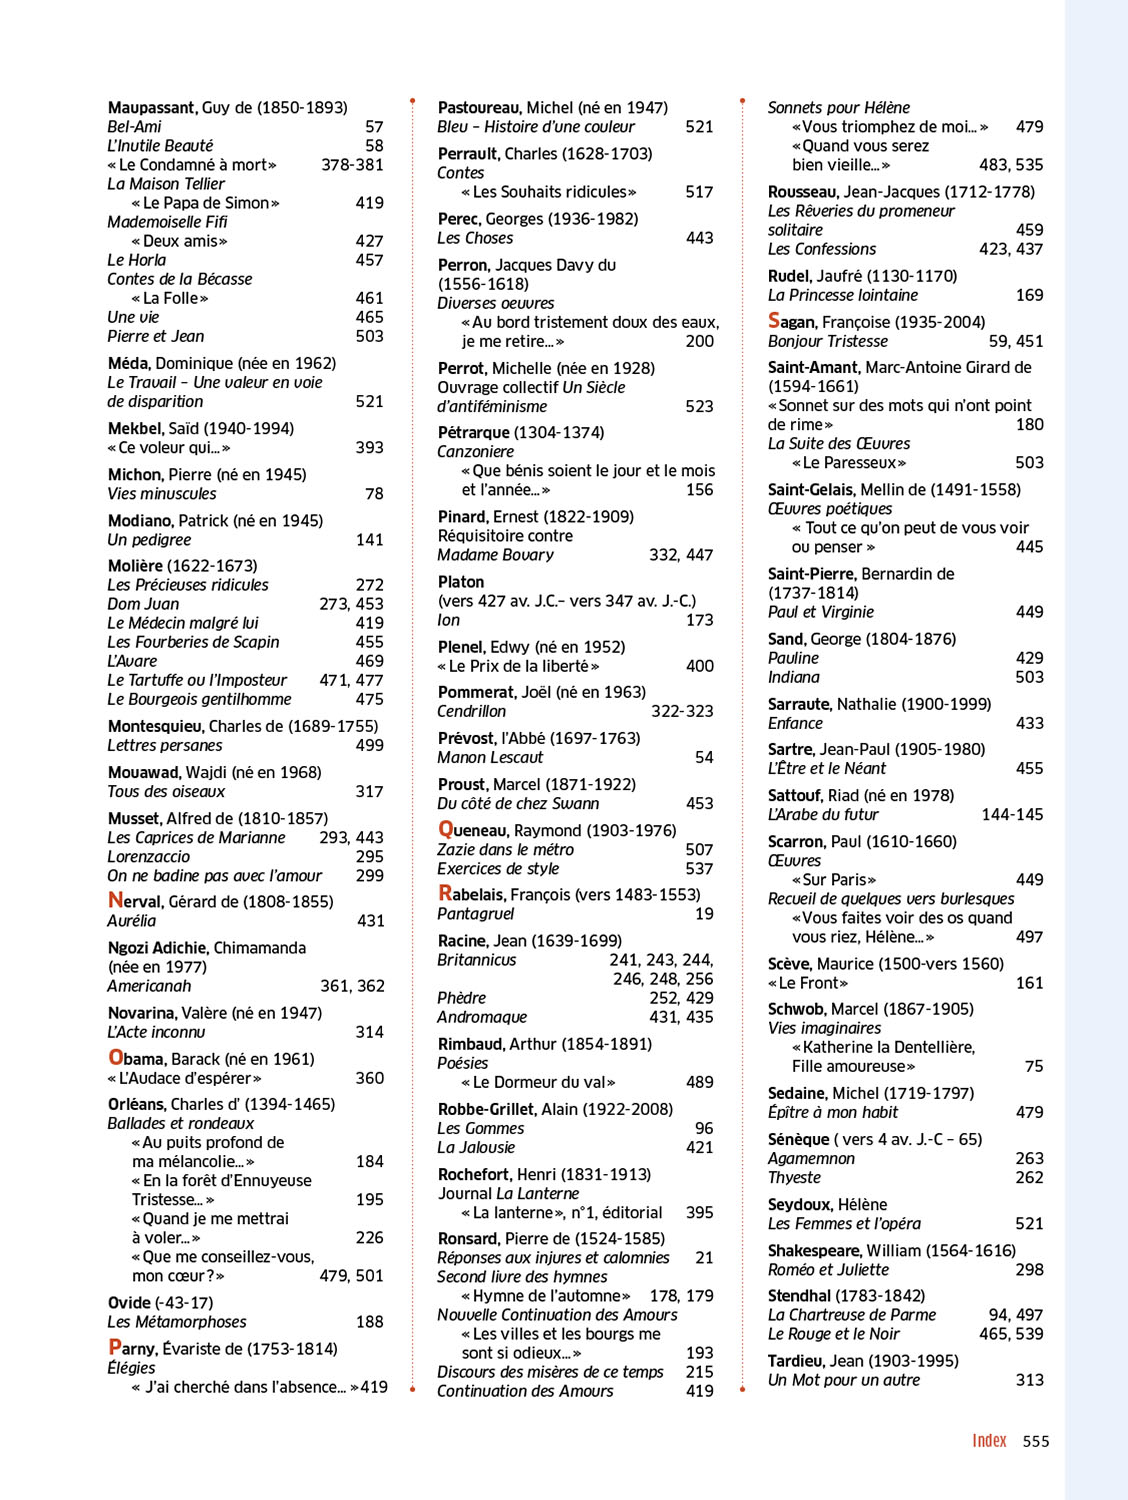 Maupassant, Guy de (1850-1893)
Bel-Ami 57
L'Inutile Beauté 58
« Le Condamné à mort» 378-381
La Maison Tellier
« Le Papa de Simon» 419
Mademoiselle Fifi
« Deux amis» 427
Le Horla 457
Contes de la Bécasse
« La Folle» 461
Une vie 465
Pierre et Jean 503
Méda, Dominique (née en 1962)
Le Travail – Une valeur en voie
de disparition 521
Mekbel, Saïd (1940-1994)
« Ce voleur qui...» 393
Michon, Pierre (né en 1945)
Vies minuscules 78
Modiano, Patrick (né en 1945)
Un pedigree 141
Molière (1622-1673)
Les Précieuses ridicules 272
Dom Juan 273, 453
Le Médecin malgré lui 419
Les Fourberies de Scapin 455
L'Avare 469
Le Tartuffe ou l'Imposteur 471, 477
Le Bourgeois gentilhomme 475
Montesquieu, Charles de (1689-1755)
Lettres persanes 499
Mouawad, Wajdi (né en 1968)
Tous des oiseaux 317
Musset, Alfred de (1810-1857)
Les Caprices de Marianne 293, 443
Lorenzaccio 295
On ne badine pas avec l'amour 299
Nerval, Gérard de (1808-1855)
Aurélia 431
Ngozi Adichie, Chimamanda
(née en 1977)
Americanah 361, 362
Novarina, Valère (né en 1947)
L'Acte inconnu 314
Obama, Barack (né en 1961)
« L'Audace d'espérer» 360
Orléans, Charles d' (1394-1465)
Ballades et rondeaux
«Au puits profond de
ma mélancolie...» 184
« En la forêt d'Ennuyeuse
Tristesse... » 195
« Quand je me mettrai
à voler...» 226
« Que me conseillez-vous,
mon cœur ?» 479, 501
Ovide (-43-17)
Les Métamorphoses 188
Parny, Évariste de (1753-1814)
Élégies
« J'ai cherché dans l'absence... » 419
Pastoureau, Michel (né en 1947)
Bleu – Histoire d'une couleur 521
Perrault, Charles (1628-1703)
Contes
« Les Souhaits ridicules» 517
Perec, Georges (1936-1982)
Les Choses 443
Perron, Jacques Davy du
(1556-1618)
Diverses oeuvres
« Au bord tristement doux des eaux,
je me retire...» 200
Perrot, Michelle (née en 1928)
Ouvrage collectif Un Siècle
d'antiféminisme 523
Pétrarque (1304-1374)
Canzoniere
« Que bénis soient le jour et le mois
et l'année...» 156
Pinard, Ernest (1822-1909)
Réquisitoire contre
Madame Bovary 332, 447
Platon
(vers 427 av. J.C.– vers 347 av. J.-C.)
Ion 173
Plenel, Edwy (né en 1952)
« Le Prix de la liberté» 400
Pommerat, Joël (né en 1963)
Cendrillon 322-323
Prévost, l'Abbé (1697-1763)
Manon Lescaut 54
Proust, Marcel (1871-1922)
Du côté de chez Swann 453
Queneau, Raymond (1903-1976)
Zazie dans le métro 507
Exercices de style 537
Rabelais, François (vers 1483-1553)
Pantagruel 19
Racine, Jean (1639-1699)
Britannicus 241, 243, 244,
246, 248, 256
Phèdre 252, 429
Andromaque 431, 435
Rimbaud, Arthur (1854-1891)
Poésies
« Le Dormeur du val» 489
Robbe-Grillet, Alain (1922-2008)
Les Gommes 96
La Jalousie 421
Rochefort, Henri (1831-1913)
Journal La Lanterne
« La lanterne», n°1, éditorial 395
Ronsard, Pierre de (1524-1585)
Réponses aux injures et calomnies 21
Second livre des hymnes
« Hymne de l'automne» 178, 179
Nouvelle Continuation des Amours
« Les villes et les bourgs me
sont si odieux...» 193
Discours des misères de ce temps 215
Continuation des Amours 419
Sonnets pour Hélène
«Vous triomphez de moi... » 479
«Quand vous serez
bien vieille...» 483, 535
Rousseau, Jean-Jacques (1712-1778)
Les Rêveries du promeneur
solitaire 459
Les Confessions 423, 437
Rudel, Jaufré (1130-1170)
La Princesse lointaine 169
Sagan, Françoise (1935-2004)
Bonjour Tristesse 59, 451
Saint-Amant, Marc-Antoine Girard de
(1594-1661)
«Sonnet sur des mots qui n'ont point
de rime» 180
La Suite des Œuvres
«Le Paresseux» 503
Saint-Gelais, Mellin de (1491-1558)
Œuvres poétiques
« Tout ce qu'on peut de vous voir
ou penser » 445
Saint-Pierre, Bernardin de
(1737-1814)
Paul et Virginie 449
Sand, George (1804-1876)
Pauline 429
Indiana 503
Sarraute, Nathalie (1900-1999)
Enfance 433
Sartre, Jean-Paul (1905-1980)
L'Être et le Néant 455
Sattouf, Riad (né en 1978)
L'Arabe du futur 144-145
Scarron, Paul (1610-1660)
Œuvres
«Sur Paris» 449
Recueil de quelques vers burlesques
«Vous faites voir des os quand
vous riez, Hélène...» 497
Scève, Maurice (1500-vers 1560)
«Le Front» 161
Schwob, Marcel (1867-1905)
Vies imaginaires
«Katherine la Dentellière,
Fille amoureuse» 75
Sedaine, Michel (1719-1797)
Épître à mon habit 479
Sénèque ( vers 4 av. J.-C – 65)
Agamemnon 263
Thyeste 262
Seydoux, Hélène
Les Femmes et l'opéra 521
Shakespeare, William (1564-1616)
Roméo et Juliette 298
Stendhal (1783-1842)
La Chartreuse de Parme 94, 497
Le Rouge et le Noir 465, 539
Tardieu, Jean (1903-1995)
Un Mot pour un autre 313
Index 555